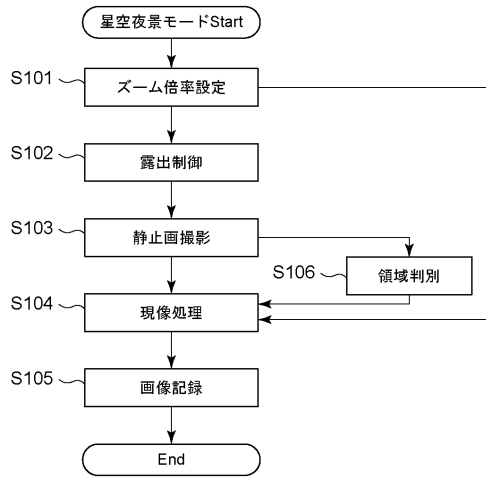 星空夜景モードStart
S101
ズーム倍率設定
S102
露出制御
S103
静止画撮影
S106
領域判別
S104
現像処理
S105
画像記録
End